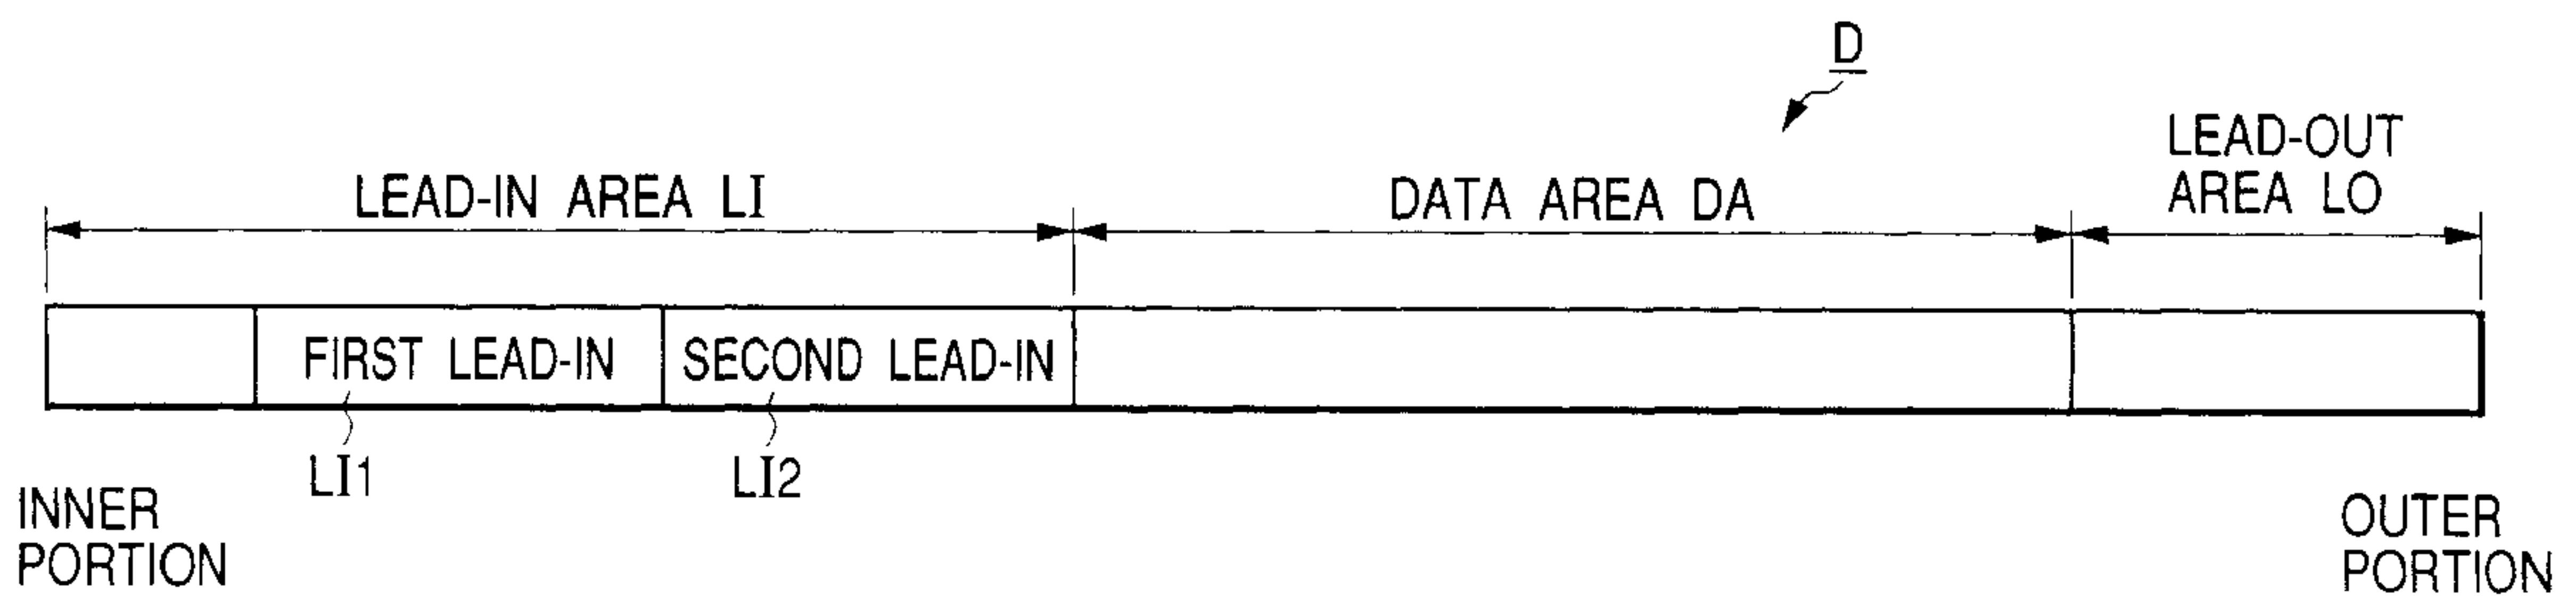 D
LEAD-IN AREA LI
DATA AREA DA
LEAD-OUT
AREA LO
FIRST LEAD-IN
SECOND LEAD-IN
LI1
LI2
INNER
PORTION
OUTER
PORTION